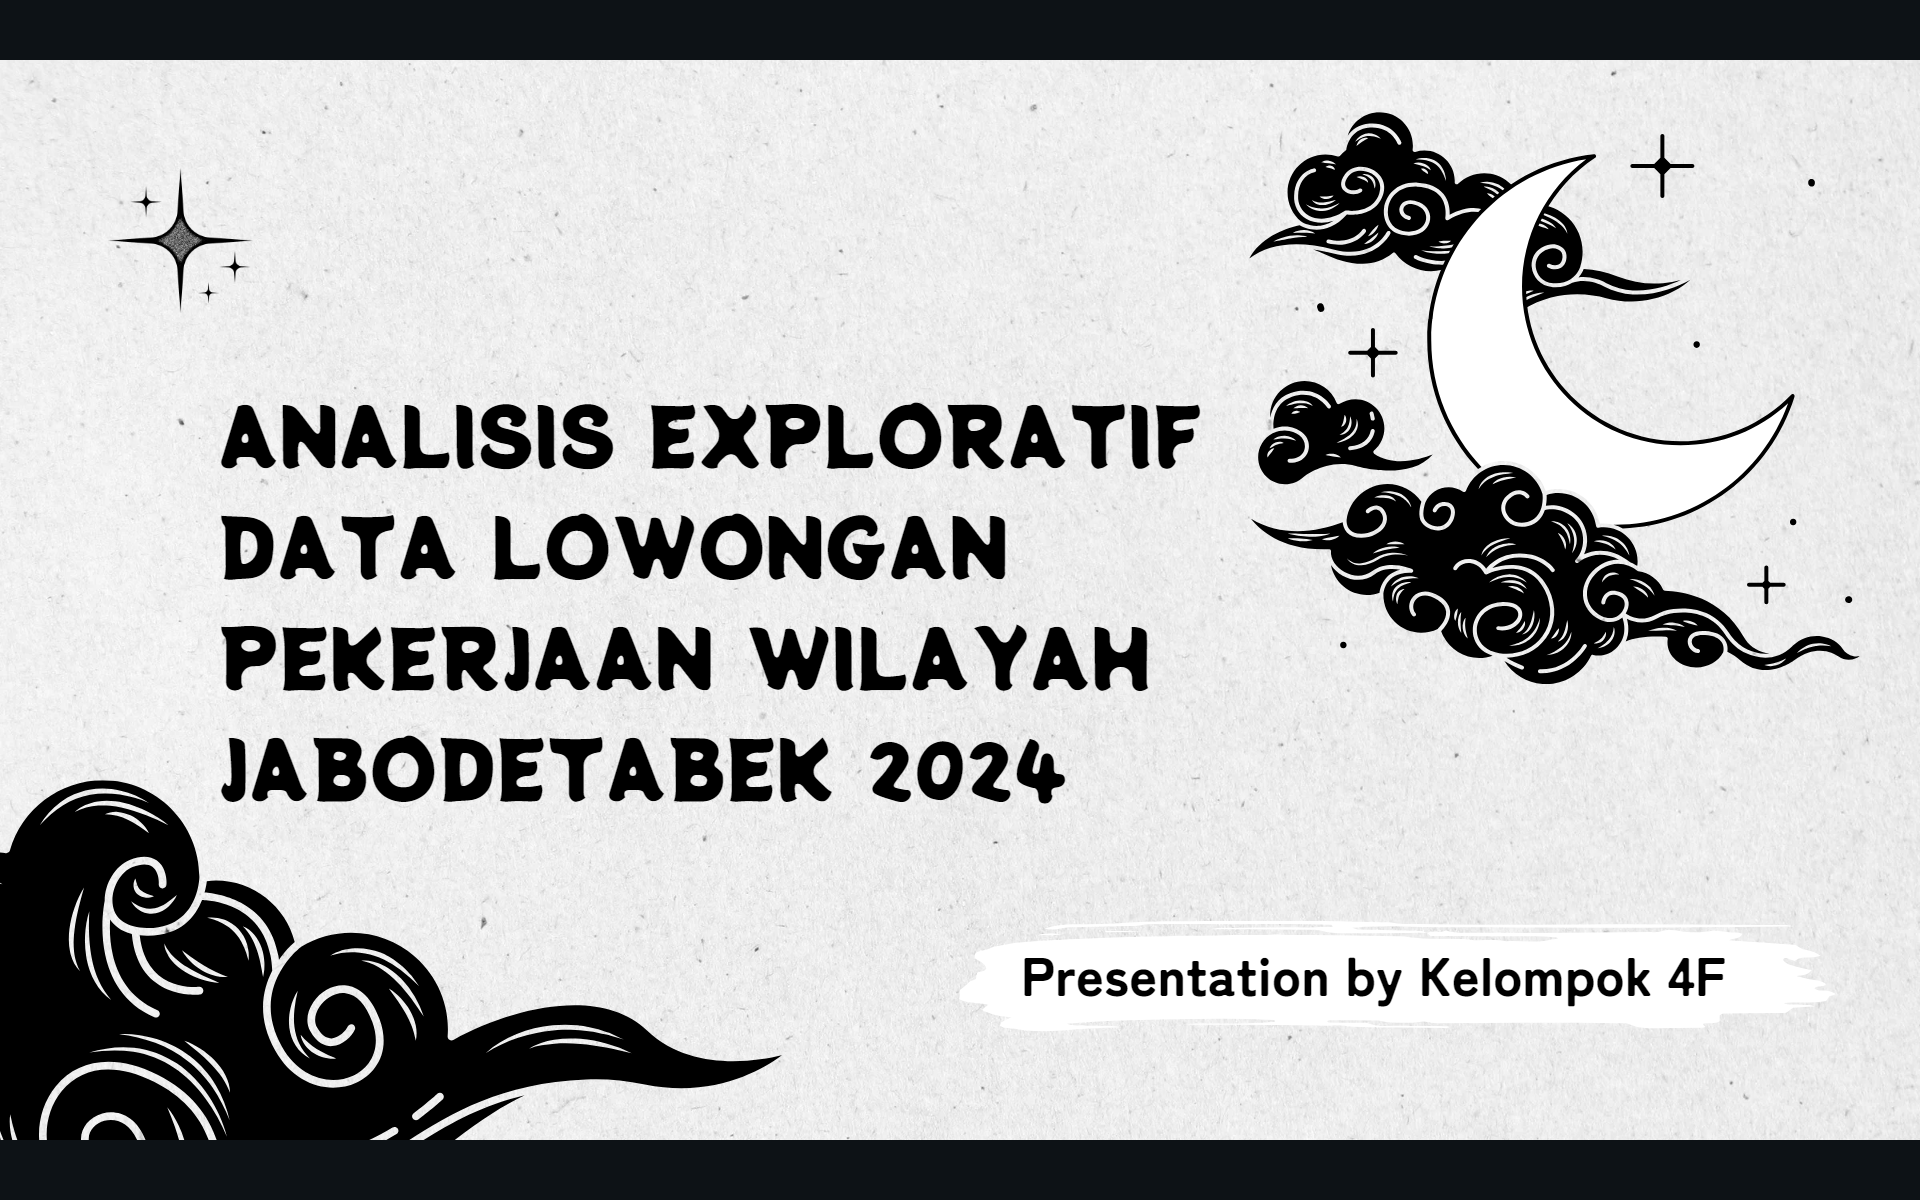 ANALISIS EXPLORATIF
DATA LOWONGAN
PEKERJAAN WILAYAH
JABODETABEK 2024
Presentation by Kelompok 4F